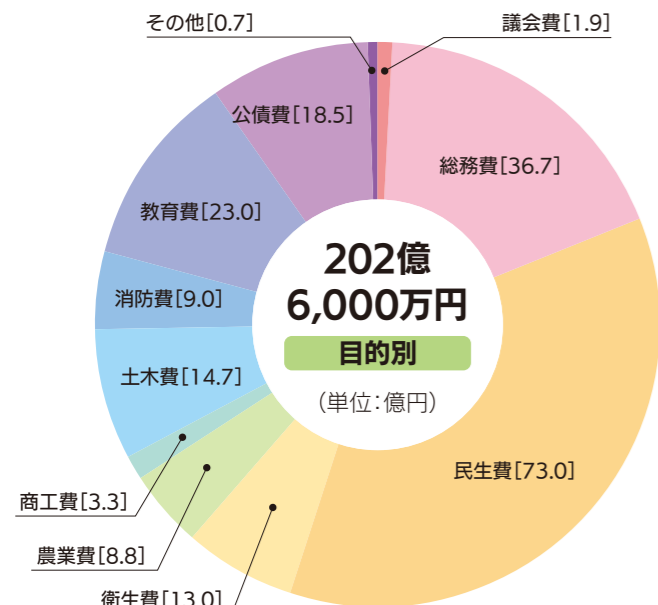 その他[0.7]
議会費[1.9]
公債費[18.5]
総務費[36.7]
教育費[23.0]
202億
6,000万円
目的別
(単位:億円)
消防費[9.0]
土木費[14.7]
民生費[73.0]
商工費[3.3]
農業費[8.8]
衛生費[13.0]